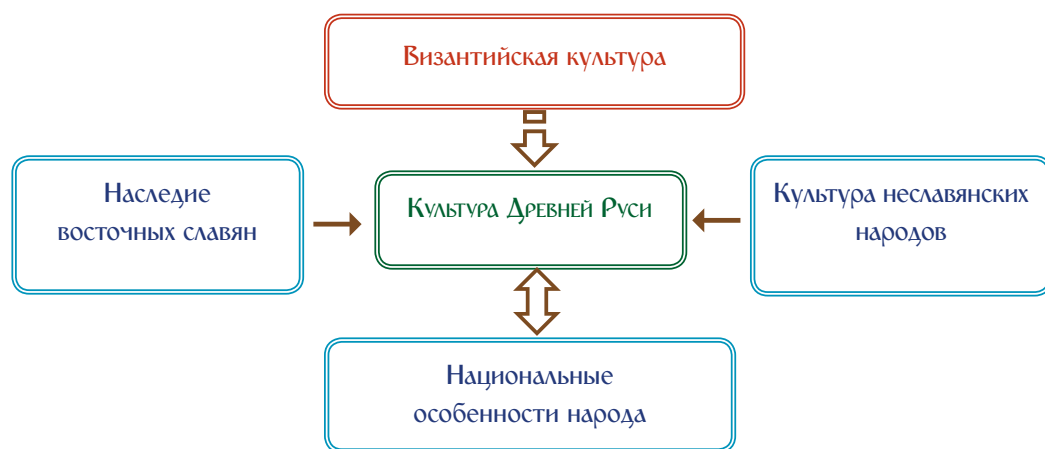 Византийская культура
Наследие
восточных славян
Культура Древней Руси
Культура неславянских
народов
Национальные
особенности народа